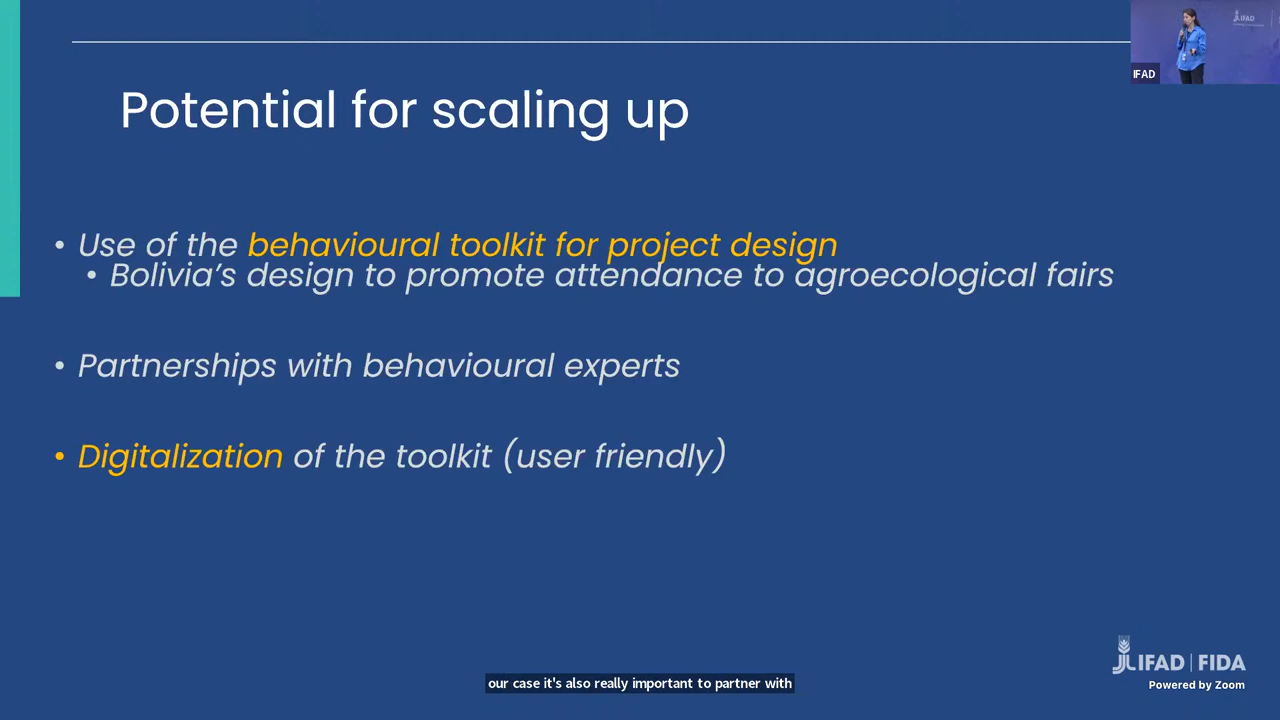 IFAD
Potential for scaling up
• Use of the behavioural toolkit for project design
• Bolivia’s design to promote attendance to agroecological fairs
• Partnerships with behavioural experts
• Digitalization of the toolkit (user friendly)
IFAD | FIDA
Powered by Zoom
our case it's also really important to partner with